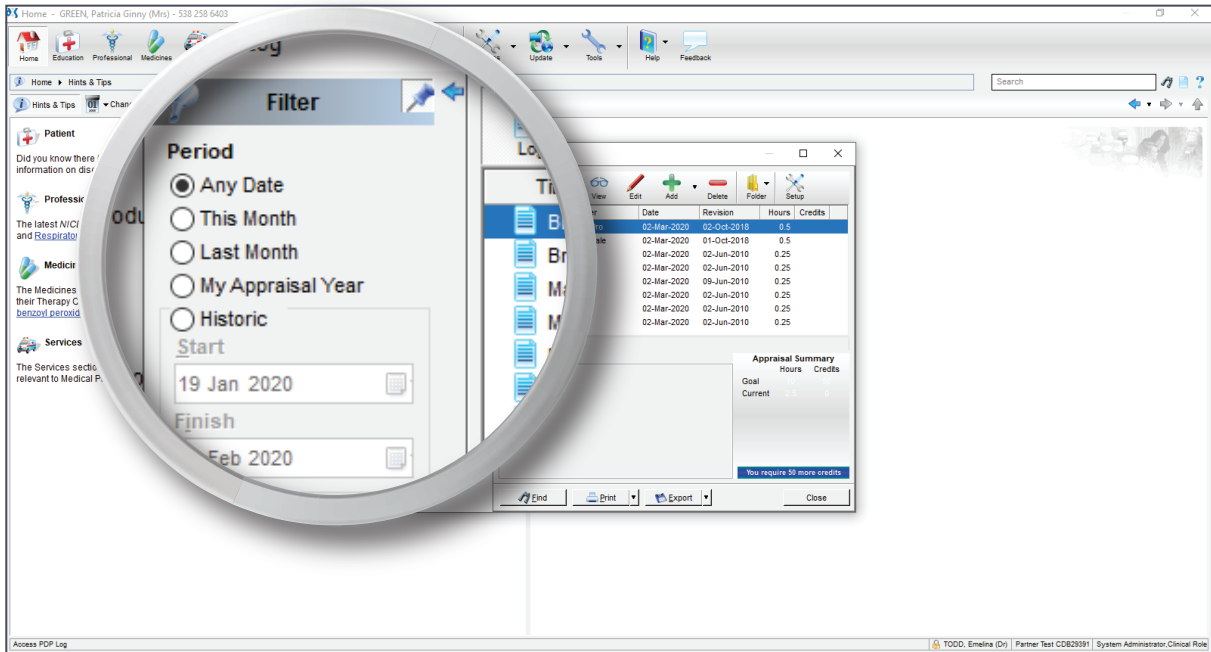 Home - GREEN, Patricia Ginny (Mrs) - 538 258 6403
Home Education Professional Medicines Update Tools Help Feedback
Home Hints & Tips
Search
Hints & Tips
Patient
Did you know there
information on
Professio
The latest NICE
and Respirator
Medicin
The Medicines
their Therapy C
benzoyl peroxid
Services
The Services sectio
relevant to Medical P
Filter
Period
Any Date
This Month
Last Month
My Appraisal Year
Historic
Start
19 Jan 2020
Finish
Feb 2020
View Edit Add Delete Folder Setup
Date Revision Hours Credits
02-Mar-2020 02-Oct-2018 0.5
02-Mar-2020 01-Oct-2018 0.5
02-Mar-2020 02-Jun-2010 0.25
02-Mar-2020 02-Jun-2010 0.25
02-Mar-2020 09-Jun-2010 0.25
02-Mar-2020 02-Jun-2010 0.25
02-Mar-2020 02-Jun-2010 0.25
02-Mar-2020 02-Jun-2010 0.25
Appraisal Summary
Hours Credits
Goal
Current
You require 50 more credits
Find Print Export Close
Access PDP Log
TODD, Emelina (Dr) Partner Test CDB29391 System Administrator,Clinical Role